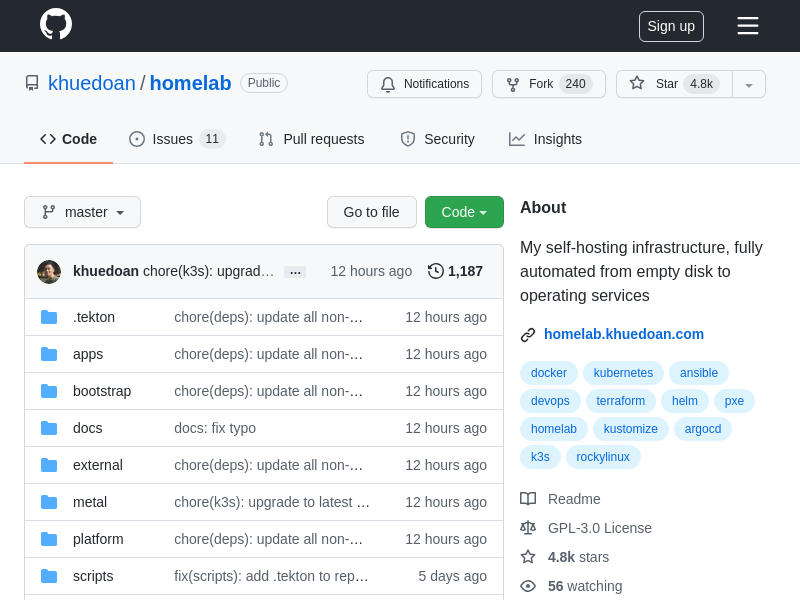 Sign up
khuedoan / homelab Public
Notifications
Fork 240
Star 4.8k
Code
Issues 11
Pull requests
Security
Insights
master
Go to file
Code
khuedoan chore(k3s): upgrad… … 12 hours ago 1,187
.tekton chore(deps): update all non-… 12 hours ago
apps chore(deps): update all non-… 12 hours ago
bootstrap chore(deps): update all non-… 12 hours ago
docs docs: fix typo 12 hours ago
external chore(deps): update all non-… 12 hours ago
metal chore(k3s): upgrade to latest … 12 hours ago
platform chore(deps): update all non-… 12 hours ago
scripts fix(scripts): add .tekton to rep… 5 days ago
About
My self-hosting infrastructure, fully
automated from empty disk to
operating services
homelab.khuedoan.com
docker kubernetes ansible
devops terraform helm pxe
homelab kustomize argocd
k3s rockylinux
Readme
GPL-3.0 License
4.8k stars
56 watching